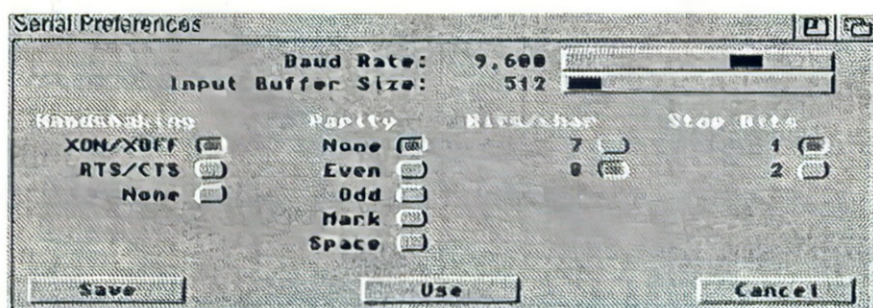 Serial Preferences
Baud Rate: 9,600
Input Buffer Size: 512
Handshaking Parity Bits/char Stop Bits
XON/XOFF None 7 1
RTS/CTS Even 8 2
None Odd
Mark
Space
Save Use Cancel